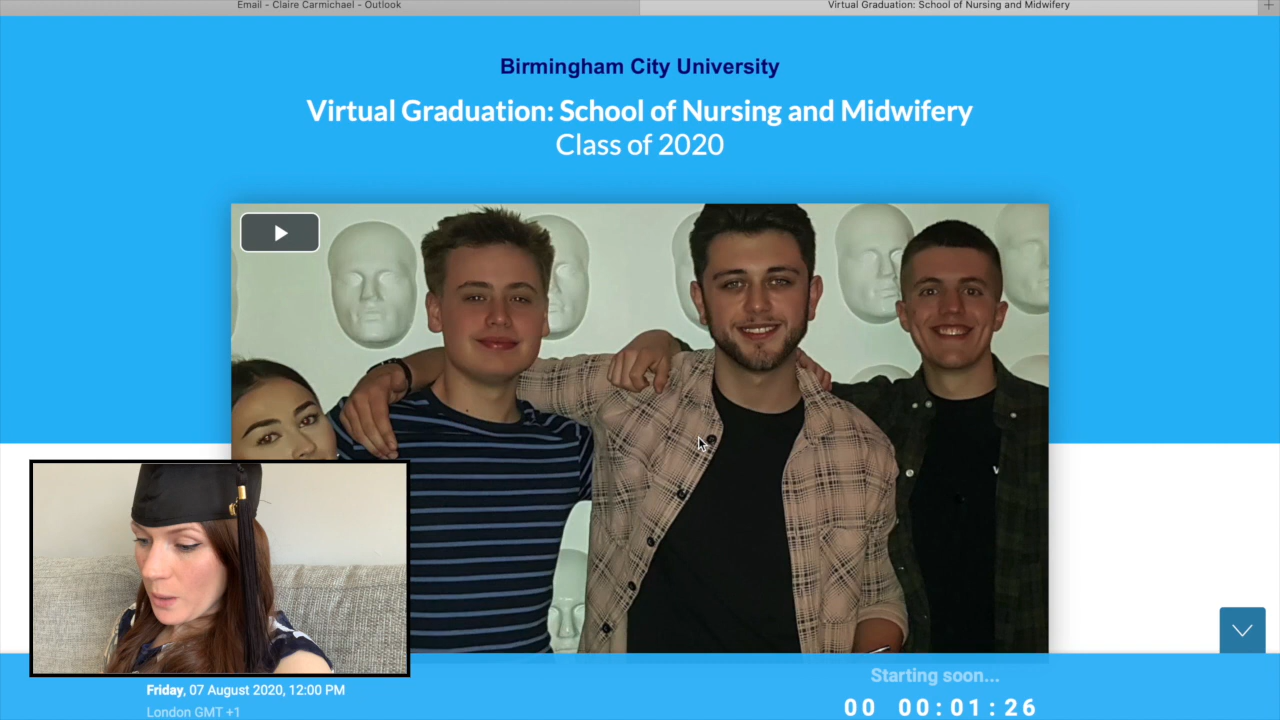 Email - Claire Carmichael - Outlook
Virtual Graduation: School of Nursing and Midwifery
Birmingham City University
Virtual Graduation: School of Nursing and Midwifery
Class of 2020
Friday, 07 August 2020, 12:00 PM
London GMT +1
Starting soon...
00 00:01:26